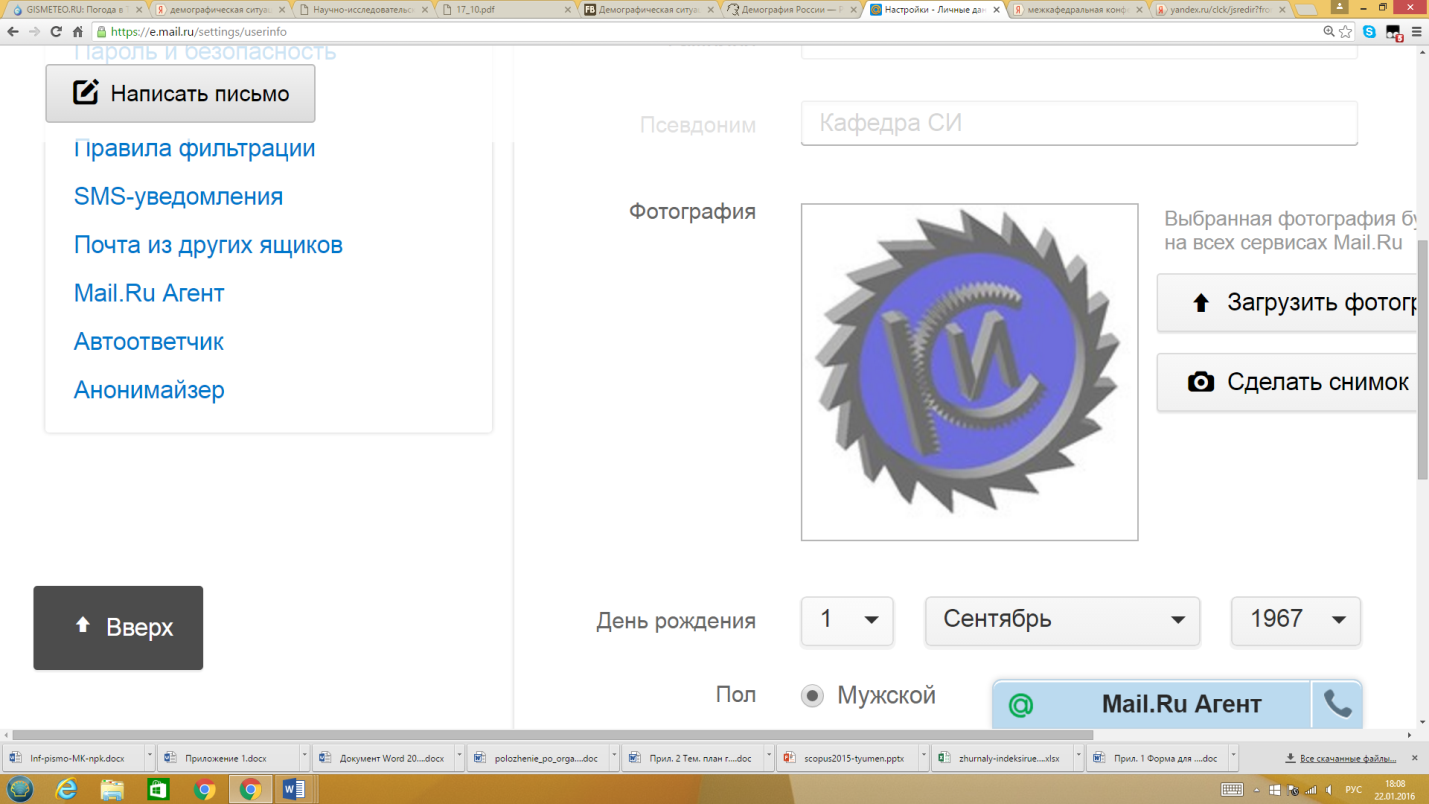 GISMETEO.RU: Погода в Т
демографическая ситуац
Научно-исследовательс
17_10.pdf
Демографическая ситуац
Демография России —
Настройки - Личные дан
межкафедральная конф
yandex.ru/clck/jsredir?from
https://e.mail.ru/settings/userinfo
Пароль и безопасность
Написать письмо
Правила фильтрации
SMS-уведомления
Почта из других ящиков
Mail.Ru Агент
Автоответчик
Анонимайзер
Вверх
Псевдоним
Кафедра СИ
Фотография
КСИ
Выбранная фотография бу
на всех сервисах Mail.Ru
Загрузить фотогр
Сделать снимок
День рождения
1
Сентябрь
1967
Пол
Мужской
Mail.Ru Агент
Inf-pismo-MK-npk.docx
Приложение 1.docx
Документ Word 20....docx
polozhenie_po_orga....doc
Прил. 2 Тем. план г....doc
scopus2015-tyumen.pptx
zhurnaly-indeksirue....xlsx
Прил. 1 Форма для ....doc
Все скачанные файлы...
РУС
18:08
22.01.2016